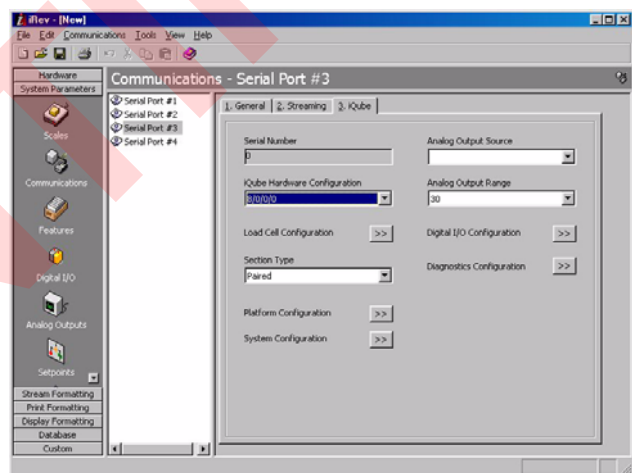 iRev - [New]
File Edit Communications Tools View Help
Hardware
System Parameters
Scales
Communications
Features
Digital I/O
Analog Outputs
Setpoints
Stream Formatting
Print Formatting
Display Formatting
Database
Custom
Communications - Serial Port #3
Serial Port #1
Serial Port #2
Serial Port #3
Serial Port #4
1. General
2. Streaming
3. iQube
Serial Number
0
iQube Hardware Configuration
8/0/0/0
Load Cell Configuration >>
Section Type
Paired
Platform Configuration >>
System Configuration >>
Analog Output Source
Analog Output Range
30
Digital I/O Configuration >>
Diagnostics Configuration >>